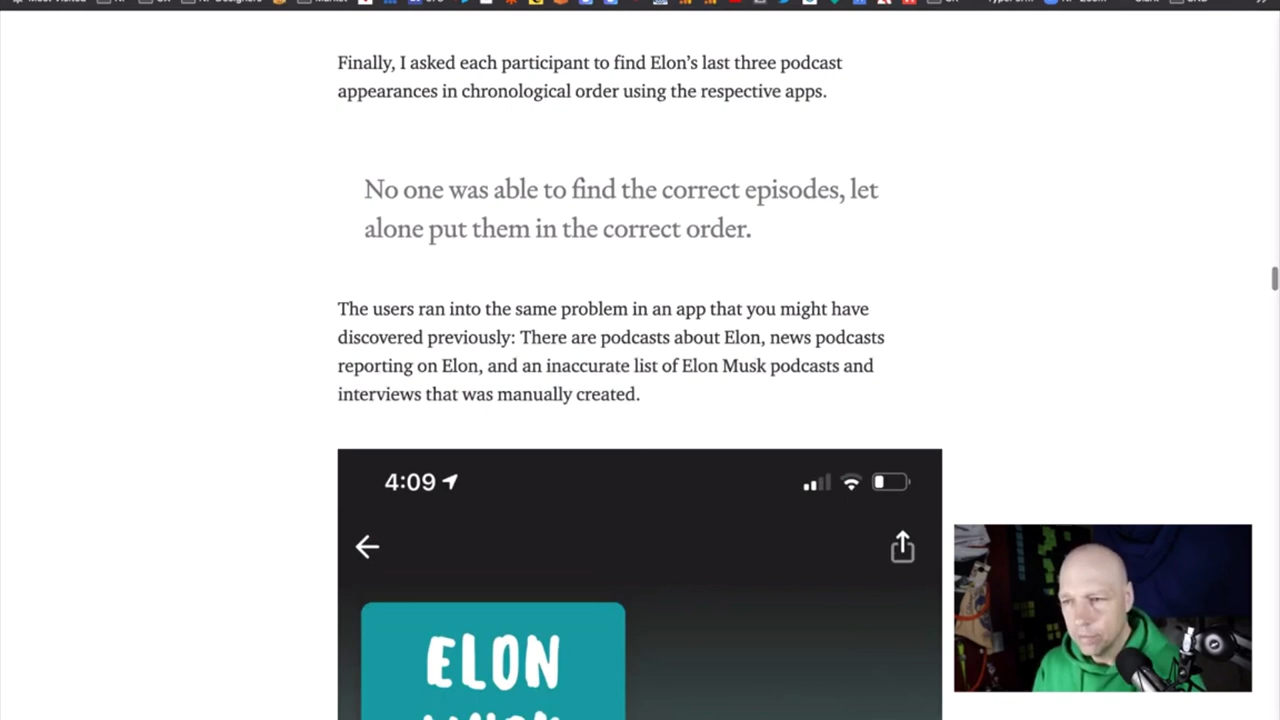 Finally, I asked each participant to find Elon’s last three podcast
appearances in chronological order using the respective apps.
No one was able to find the correct episodes, let
alone put them in the correct order.
The users ran into the same problem in an app that you might have
discovered previously: There are podcasts about Elon, news podcasts
reporting on Elon, and an inaccurate list of Elon Musk podcasts and
interviews that was manually created.
4:09
ELON